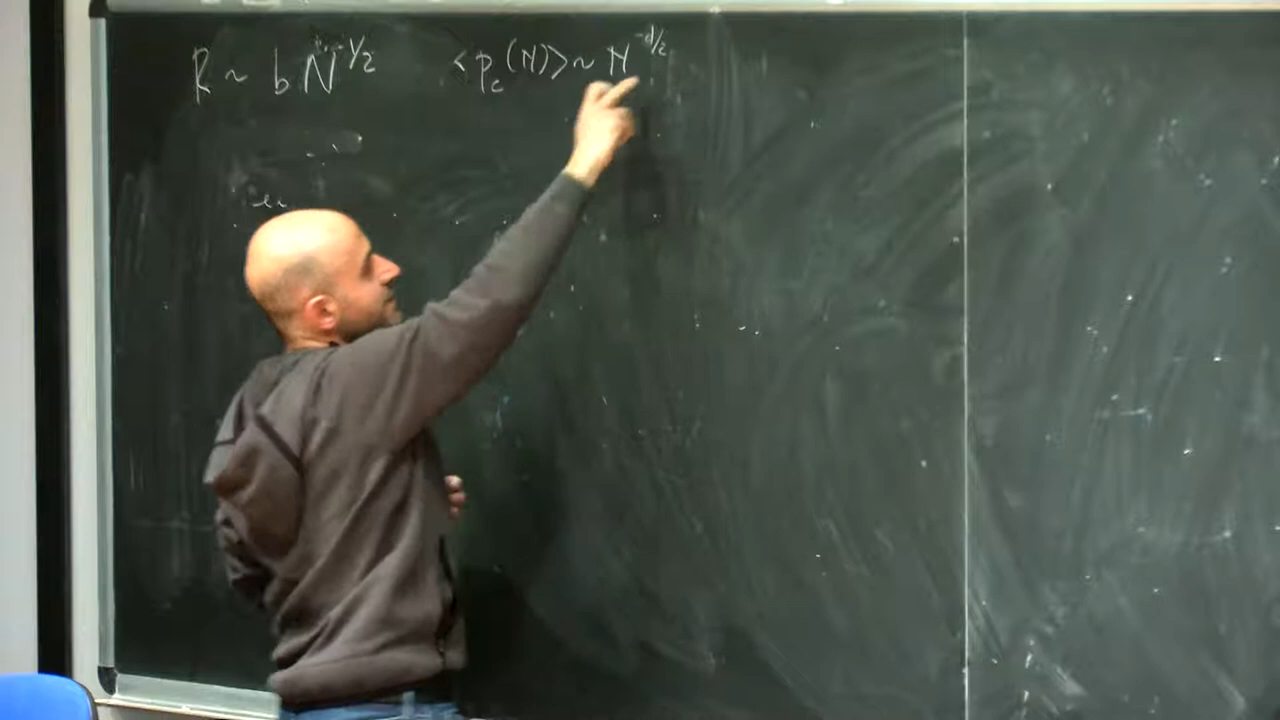 R ~ b N^{1/2} <p_c(N)> ~ N^{-d/2}